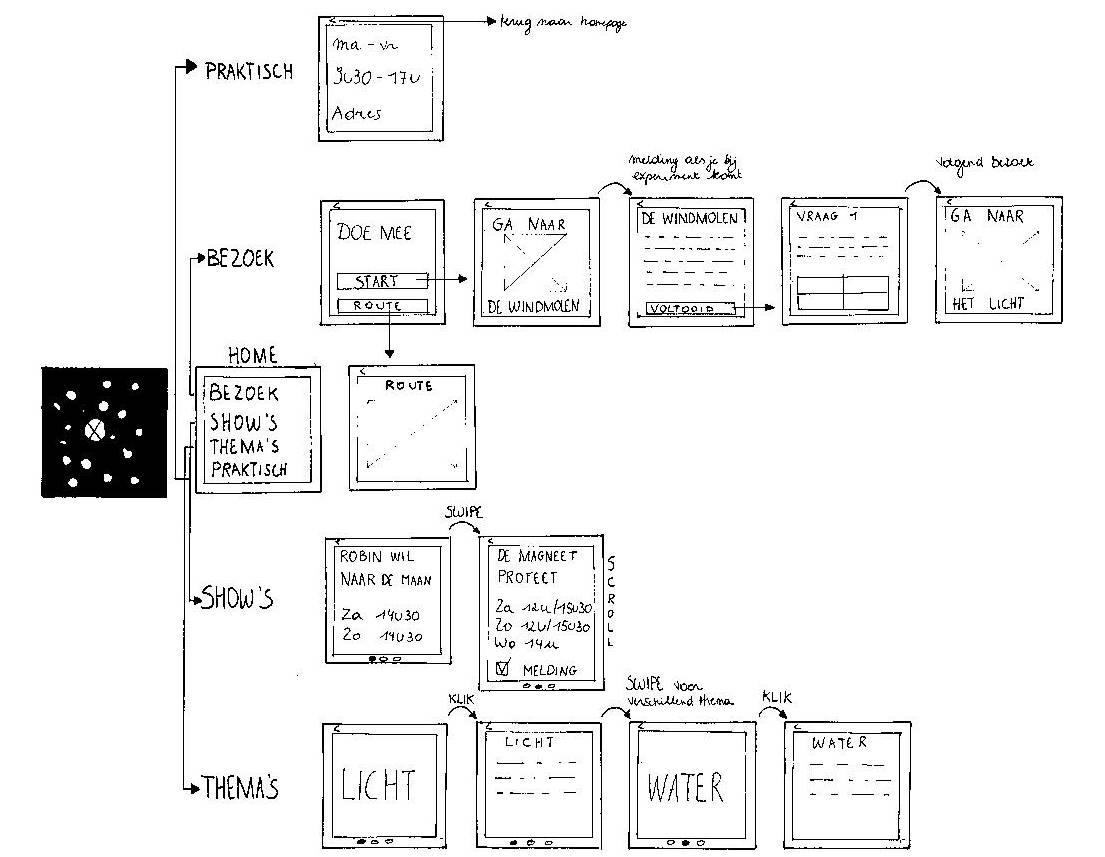 terug naar homepage
PRAKTISCH
ma - vr
9u30 - 17u
Adres
melding als je bij
experiment komt
volgend bezoek
BEZOEK
DOE MEE
START
ROUTE
GA NAAR
DE WINDMOLEN
DE WINDMOLEN
VOLTOOID
VRAAG 1
GA NAAR
HET LICHT
HOME
BEZOEK
SHOW'S
THEMA'S
PRAKTISCH
ROUTE
SWIPE
SHOW'S
ROBIN WIL
NAAR DE MAAN
Za 14u30
Zo 14u30
DE MAGNEET
PROFEET
Za 12u/15u30
Zo 12u/15u30
Wo 14u
MELDING
SCROLL
THEMA'S
KLIK
SWIPE voor
verschillend thema
KLIK
LICHT
LICHT
WATER
WATER